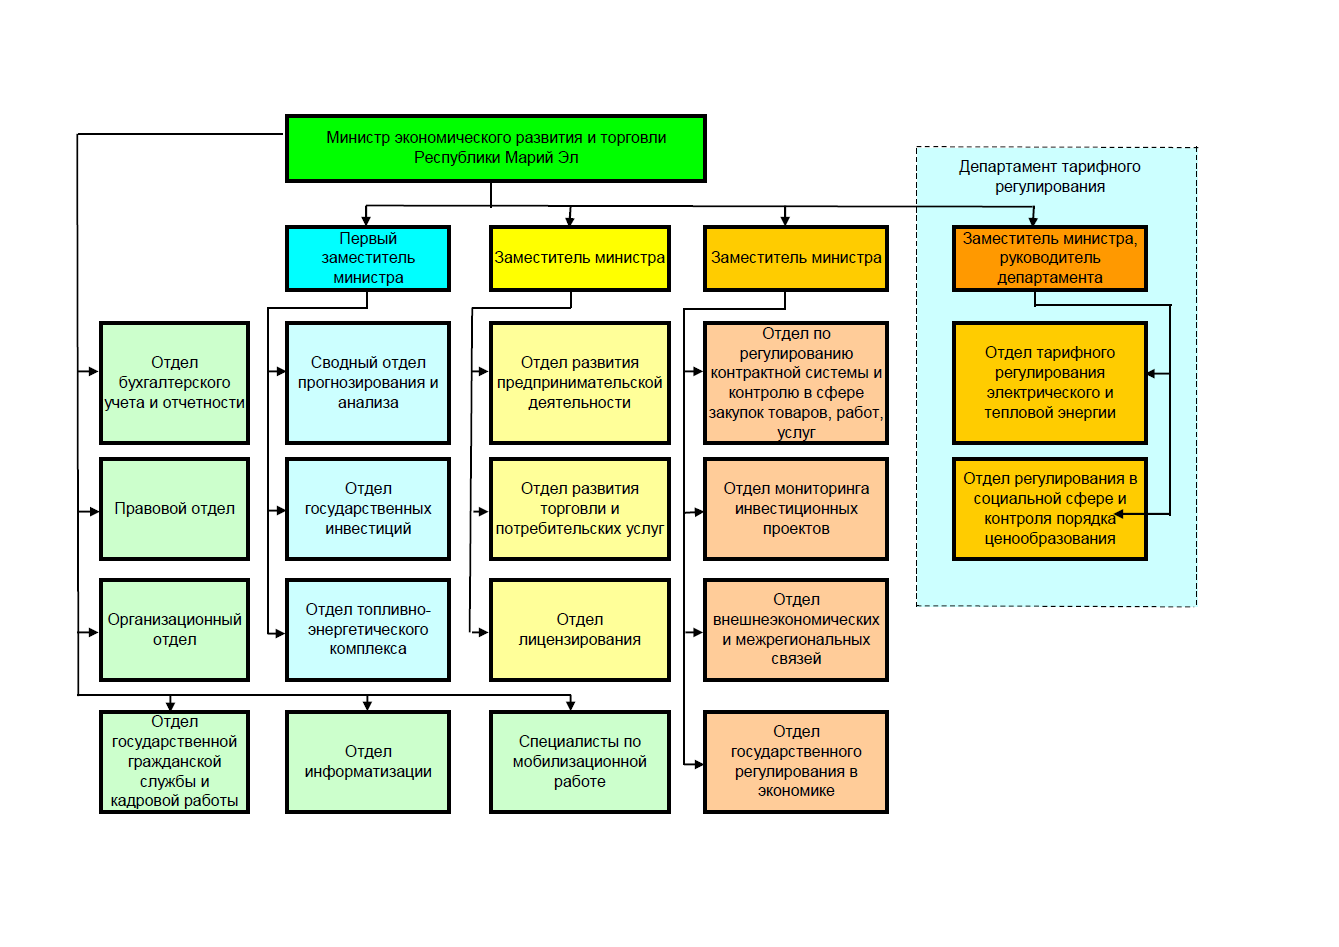 Министр экономического развития и торговли
Республики Марий Эл
Департамент тарифного
регулирования
Первый
заместитель
министра
Заместитель министра
Заместитель министра
Заместитель министра,
руководитель
департамента
Отдел
бухгалтерского
учета и отчетности
Сводный отдел
прогнозирования и
анализа
Отдел развития
предпринимательской
деятельности
Отдел по
регулированию
контрактной системы и
контролю в сфере
закупок товаров, работ,
услуг
Отдел тарифного
регулирования
электрического и
тепловой энергии
Правовой отдел
Отдел
государственных
инвестиций
Отдел развития
торговли и
потребительских услуг
Отдел мониторинга
инвестиционных
проектов
Отдел регулирования в
социальной сфере и
контроля порядка
ценообразования
Организационный
отдел
Отдел топливно-
энергетического
комплекса
Отдел
лицензирования
Отдел
внешнеэкономических
и межрегиональных
связей
Отдел
государственной
гражданской
службы и
кадровой работы
Отдел
информатизации
Специалисты по
мобилизационной
работе
Отдел
государственного
регулирования в
экономике